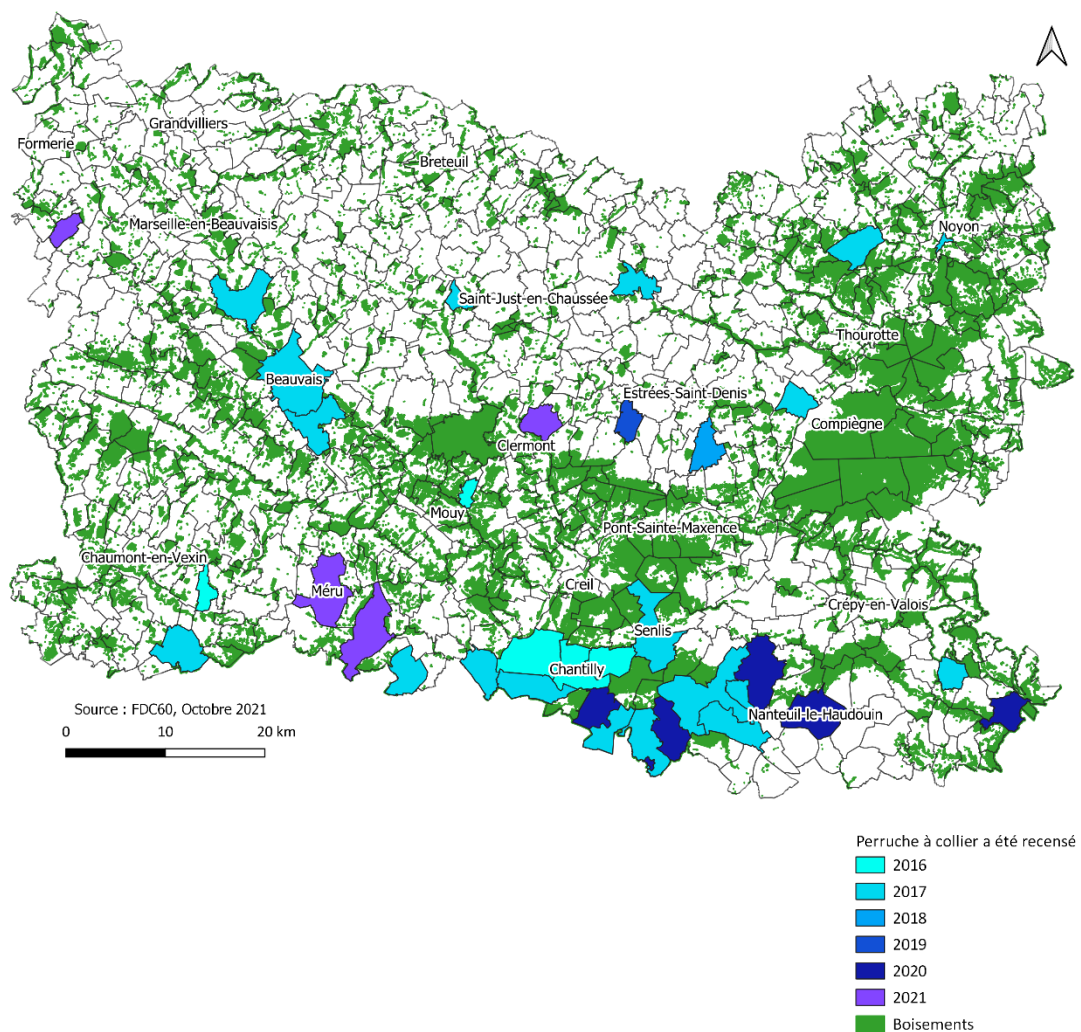 Grandvilliers
Formerie
Breteuil
Marseille-en-Beauvaisis
Noyon
Saint-Just-en-Chaussée
Thourotte
Beauvais
Estrées-Saint-Denis
Compiègne
Clermont
Mouy
Pont-Sainte-Maxence
Chaumont-en-Vexin
Creil
Méru
Crépy-en-Valois
Senlis
Chantilly
Nanteuil-le-Haudouin
Source : FDC60, Octobre 2021
0 10 20 km
Perruche à collier a été recensé
2016
2017
2018
2019
2020
2021
Boisements